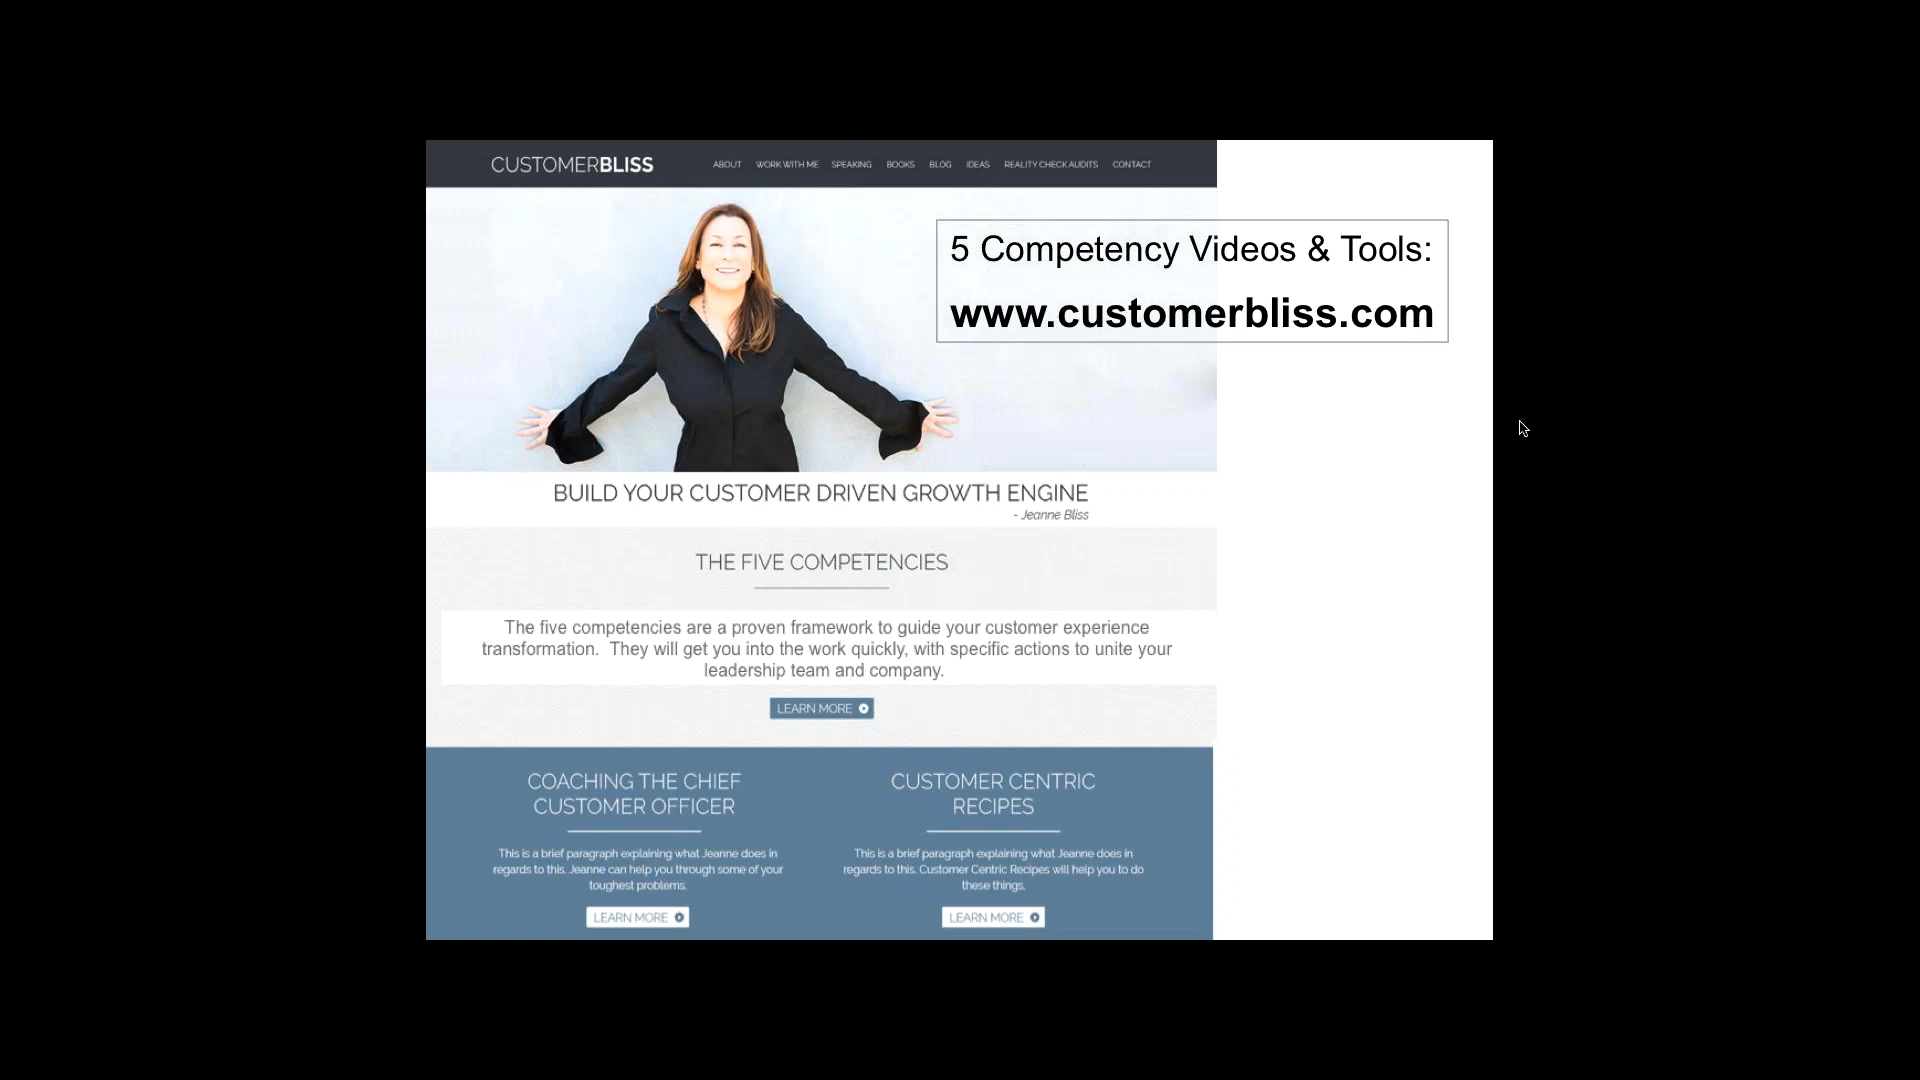 CUSTOMERBLISS
ABOUT WORK WITH ME SPEAKING BOOKS BLOG IDEAS REALITY CHECK AUDITS CONTACT
5 Competency Videos & Tools:
www.customerbliss.com
BUILD YOUR CUSTOMER DRIVEN GROWTH ENGINE
- Jeanne Bliss
THE FIVE COMPETENCIES
The five competencies are a proven framework to guide your customer experience
transformation. They will get you into the work quickly, with specific actions to unite your
leadership team and company.
LEARN MORE
COACHING THE CHIEF
CUSTOMER OFFICER
This is a brief paragraph explaining what Jeanne does in
regards to this. Jeanne can help you through some of your
toughest problems.
LEARN MORE
CUSTOMER CENTRIC
RECIPES
This is a brief paragraph explaining what Jeanne does in
regards to this. Customer Centric Recipes will help you to do
these things.
LEARN MORE